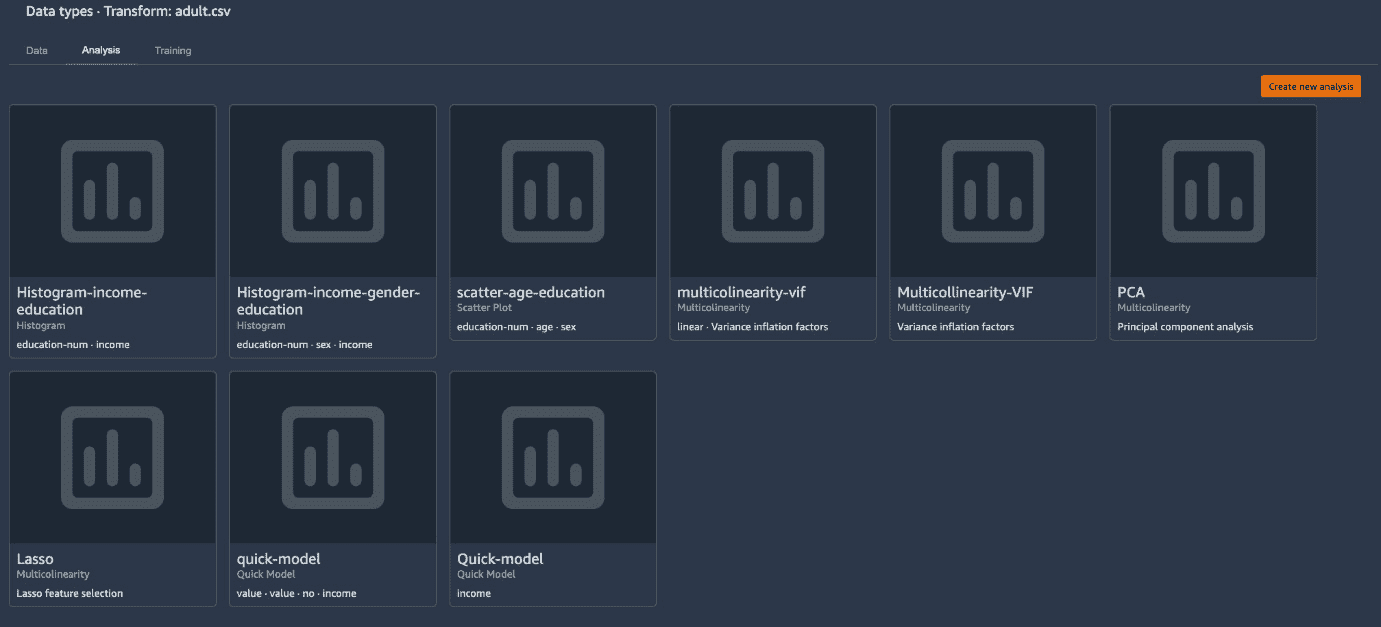 Data types · Transform: adult.csv
Data
Analysis
Training
Create new analysis
Histogram-income-
education
Histogram
education-num · income
Histogram-income-gender-
education
Histogram
education-num · sex · income
scatter-age-education
Scatter Plot
education-num · age · sex
multicolinearity-vif
Multicolinearity
linear · Variance inflation factors
Multicollinearity-VIF
Multicolinearity
Variance inflation factors
PCA
Multicolinearity
Principal component analysis
Lasso
Multicolinearity
Lasso feature selection
quick-model
Quick Model
value · value · no · income
Quick-model
Quick Model
income